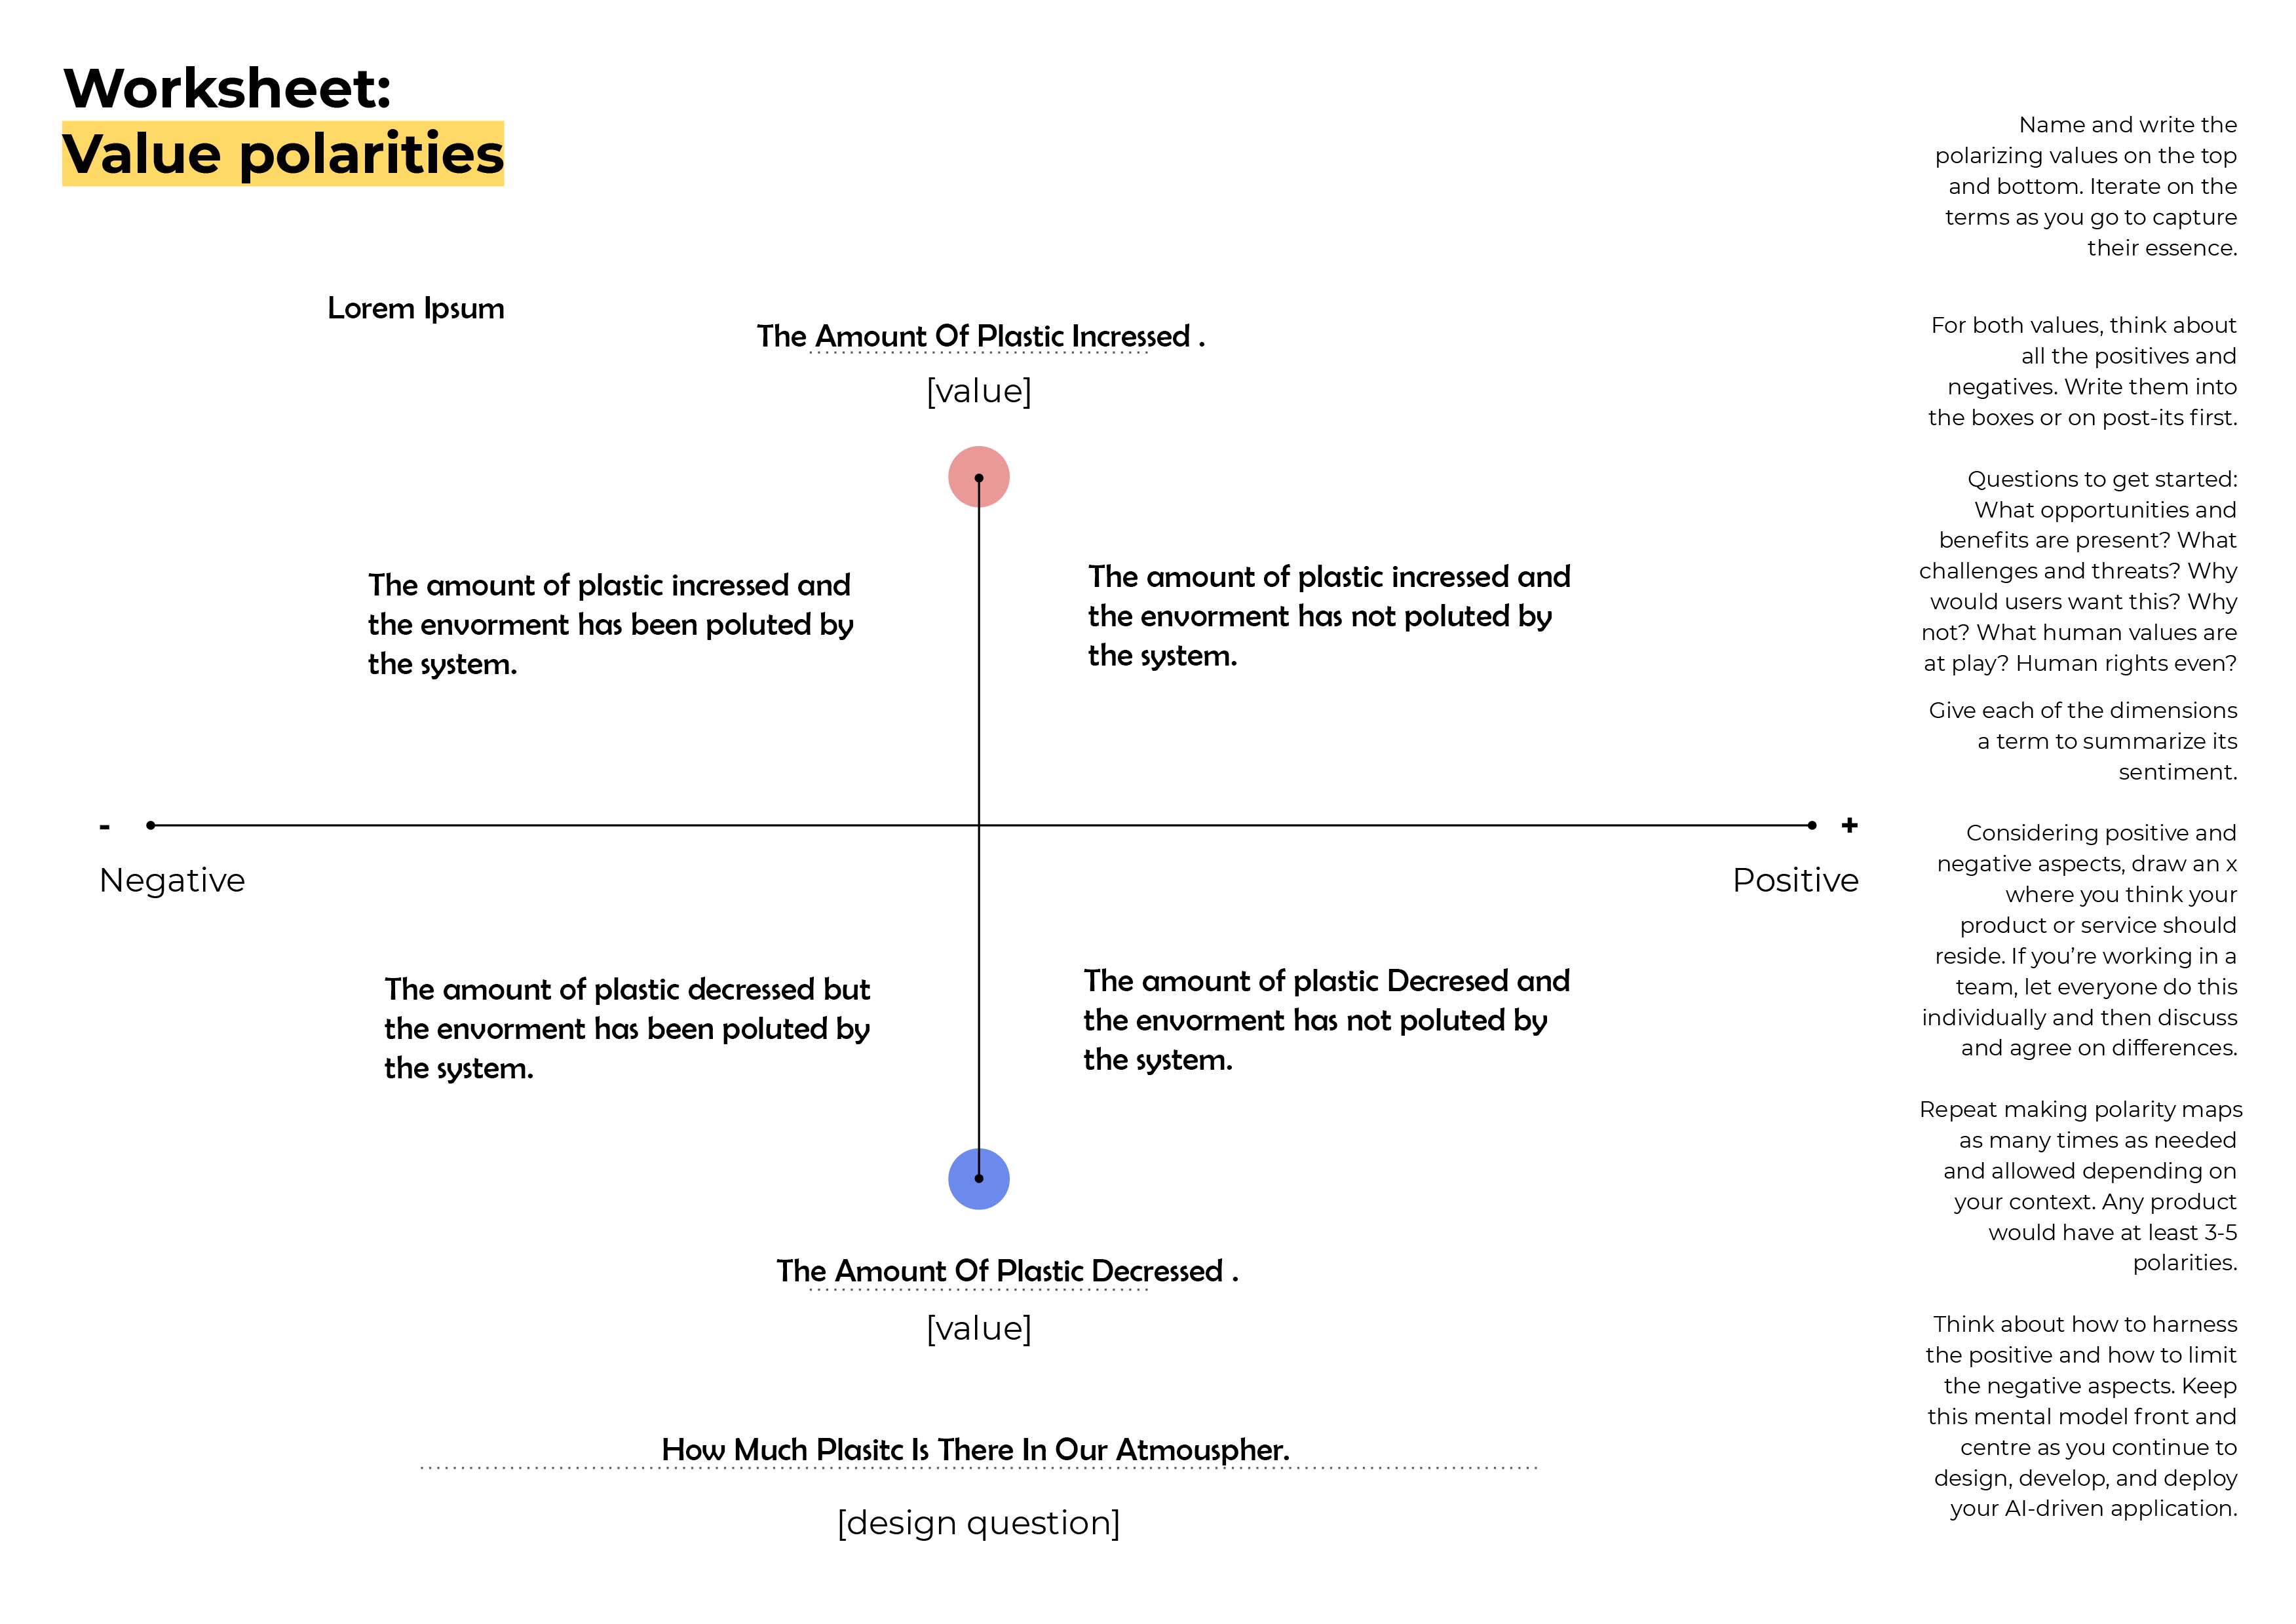 Worksheet:
Value polarities
Lorem Ipsum
The Amount Of Plastic Incressed .
[value]
The amount of plastic incressed and
the envorment has been poluted by
the system.
The amount of plastic incressed and
the envorment has not poluted by
the system.
-
+
Negative
Positive
The amount of plastic decressed but
the envorment has been poluted by
the system.
The amount of plastic Decresed and
the envorment has not poluted by
the system.
The Amount Of Plastic Decressed .
[value]
How Much Plasitc Is There In Our Atmouspher.
[design question]
Name and write the
polarizing values on the top
and bottom. Iterate on the
terms as you go to capture
their essence.
For both values, think about
all the positives and
negatives. Write them into
the boxes or on post-its first.
Questions to get started:
What opportunities and
benefits are present? What
challenges and threats? Why
would users want this? Why
not? What human values are
at play? Human rights even?
Give each of the dimensions
a term to summarize its
sentiment.
Considering positive and
negative aspects, draw an x
where you think your
product or service should
reside. If you’re working in a
team, let everyone do this
individually and then discuss
and agree on differences.
Repeat making polarity maps
as many times as needed
and allowed depending on
your context. Any product
would have at least 3-5
polarities.
Think about how to harness
the positive and how to limit
the negative aspects. Keep
this mental model front and
centre as you continue to
design, develop, and deploy
your AI-driven application.